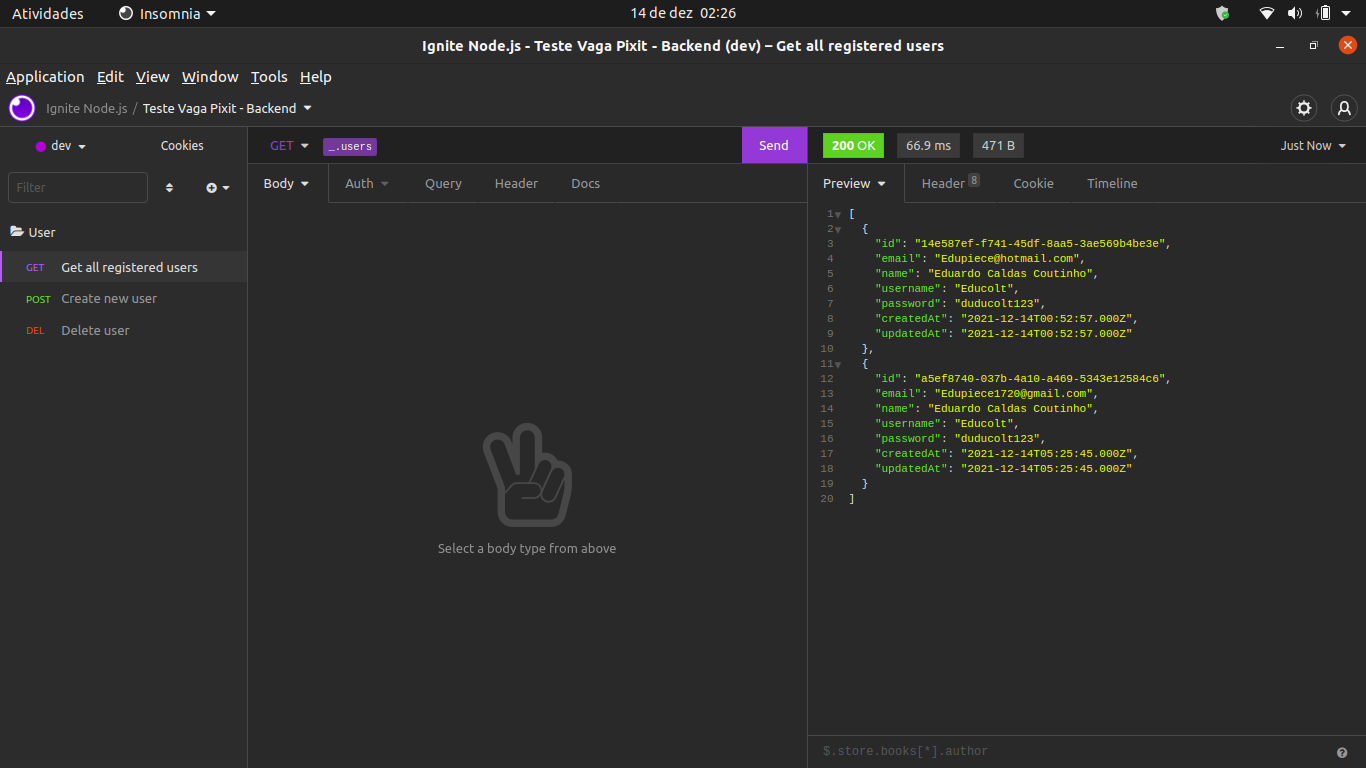 Atividades Insomnia 14 de dez 02:26
Ignite Node.js - Teste Vaga Pixit - Backend (dev) – Get all registered users
Application Edit View Window Tools Help
Ignite Node.js / Teste Vaga Pixit - Backend
dev Cookies
GET _.users Send
200 OK 66.9 ms 471 B Just Now
Filter
Body Auth Query Header Docs
Preview Header 8 Cookie Timeline
User
GET Get all registered users
POST Create new user
DEL Delete user
Select a body type from above
1 [
2 {
3 "id": "14e587ef-f741-45df-8aa5-3ae569b4be3e",
4 "email": "Edupiece@hotmail.com",
5 "name": "Eduardo Caldas Coutinho",
6 "username": "Educolt",
7 "password": "duducolt123",
8 "createdAt": "2021-12-14T00:52:57.000Z",
9 "updatedAt": "2021-12-14T00:52:57.000Z"
10 },
11 {
12 "id": "a5ef8740-037b-4a10-a469-5343e12584c6",
13 "email": "Edupiece1720@gmail.com",
14 "name": "Eduardo Caldas Coutinho",
15 "username": "Educolt",
16 "password": "duducolt123",
17 "createdAt": "2021-12-14T05:25:45.000Z",
18 "updatedAt": "2021-12-14T05:25:45.000Z"
19 }
20 ]
$.store.books[*].author